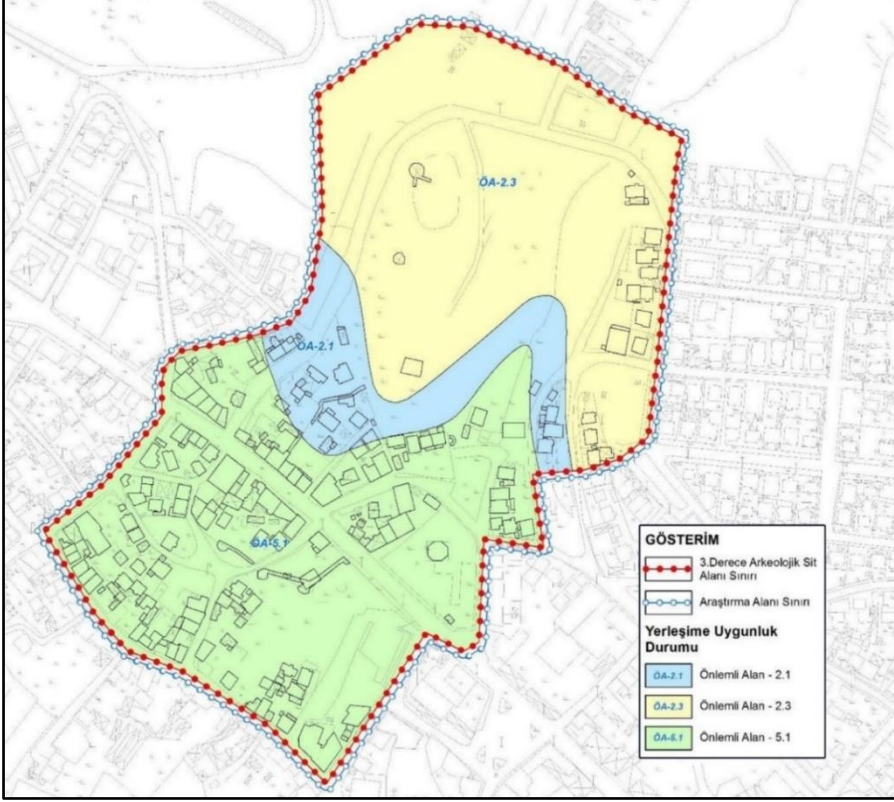 ÖA-2.3
ÖA-2.1
ÖA-5.1
GÖSTERİM
3.Derece Arkeolojik Sit
Alanı Sınırı
Araştırma Alanı Sınırı
Yerleşime Uygunluk
Durumu
ÖA-2.1 Önlemli Alan - 2.1
ÖA-2.3 Önlemli Alan - 2.3
ÖA-5.1 Önlemli Alan - 5.1